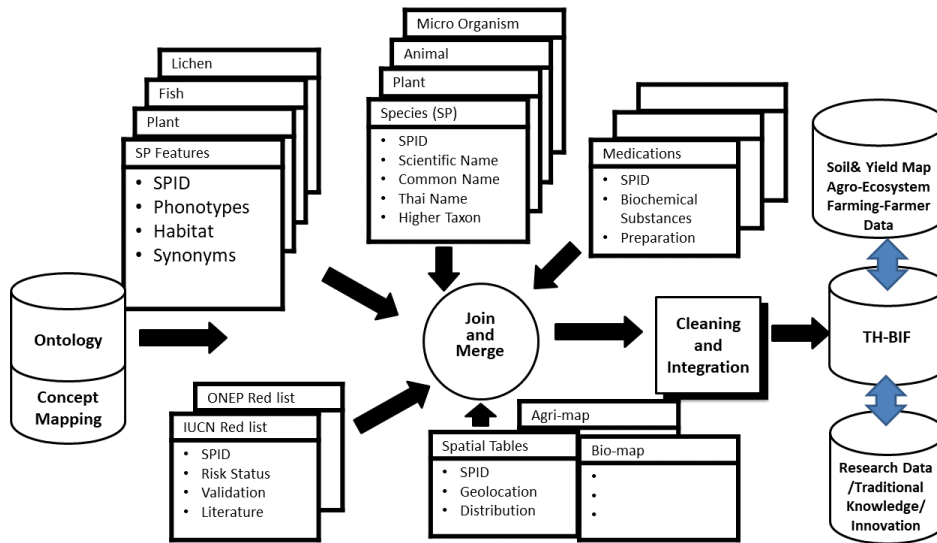 Lichen
Fish
Plant
SP Features
• SPID
• Phonotypes
• Habitat
• Synonyms
Micro Organism
Animal
Plant
Species (SP)
• SPID
• Scientific Name
• Common Name
• Thai Name
• Higher Taxon
Medications
• SPID
• Biochemical
Substances
• Preparation
Soil& Yield Map
Agro-Ecosystem
Farming-Farmer
Data
Ontology
Concept
Mapping
Join
and
Merge
Cleaning
and
Integration
TH-BIF
ONEP Red list
IUCN Red list
• SPID
• Risk Status
• Validation
• Literature
Agri-map
Spatial Tables
• SPID
• Geolocation
• Distribution
Bio-map
•
•
•
Research Data
/Traditional
Knowledge/
Innovation